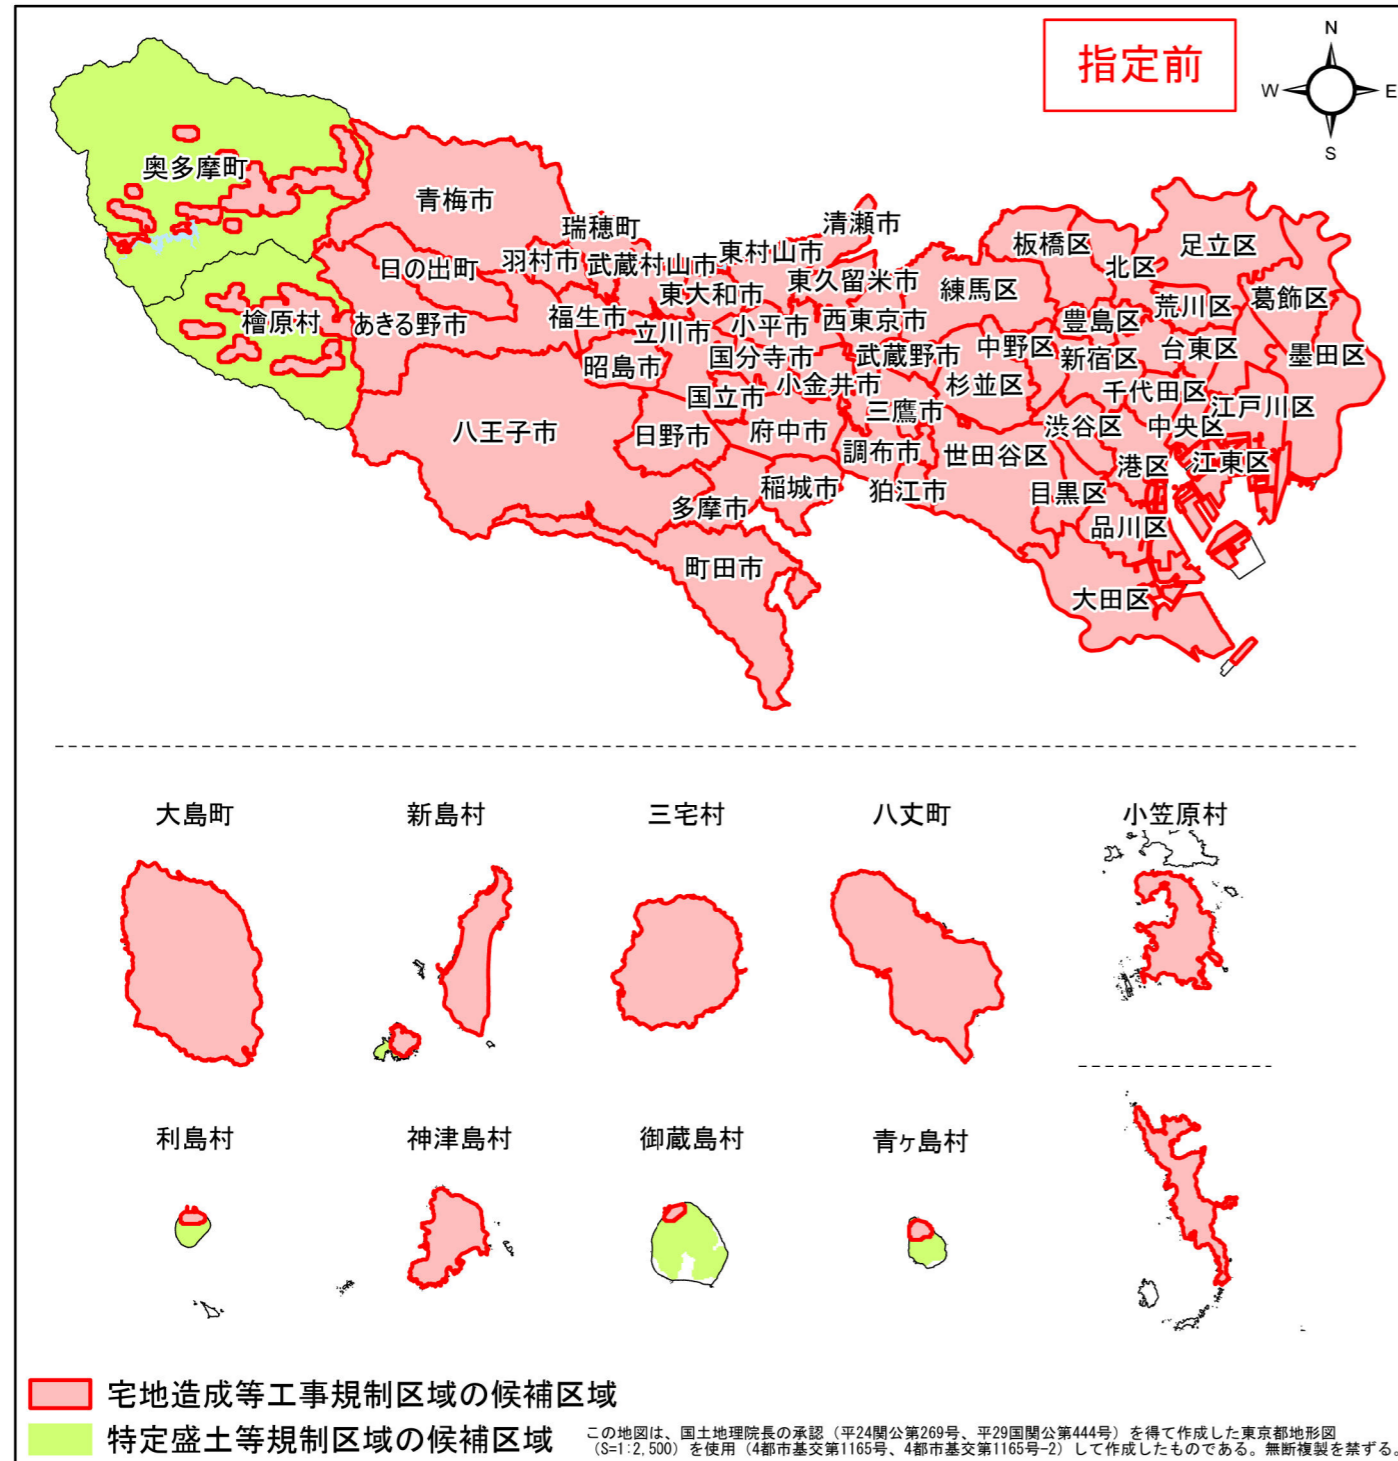 指定前
N
W
E
S
奥多摩町
青梅市
瑞穂町
清瀬市
板橋区
足立区
日の出町
羽村市
武蔵村山市
東村山市
東久留米市
北区
練馬区
荒川区
葛飾区
東大和市
檜原村
あきる野市
福生市
立川市
小平市
西東京市
豊島区
台東区
墨田区
昭島市
国分寺市
武蔵野市
中野区
新宿区
小金井市
杉並区
千代田区
国立市
三鷹市
江戸川区
八王子市
日野市
府中市
渋谷区
中央区
調布市
世田谷区
港区
江東区
稲城市
狛江市
目黒区
多摩市
品川区
町田市
大田区
大島町
新島村
三宅村
八丈町
小笠原村
利島村
神津島村
御蔵島村
青ヶ島村
宅地造成等工事規制区域の候補区域
特定盛土等規制区域の候補区域
この地図は、国土地理院長の承認（平24関公第269号、平29国関公第444号）を得て作成した東京都地形図
（S=1:2,500）を使用（4都市基交第1165号、4都市基交第1165号-2）して作成したものである。無断複製を禁ずる。